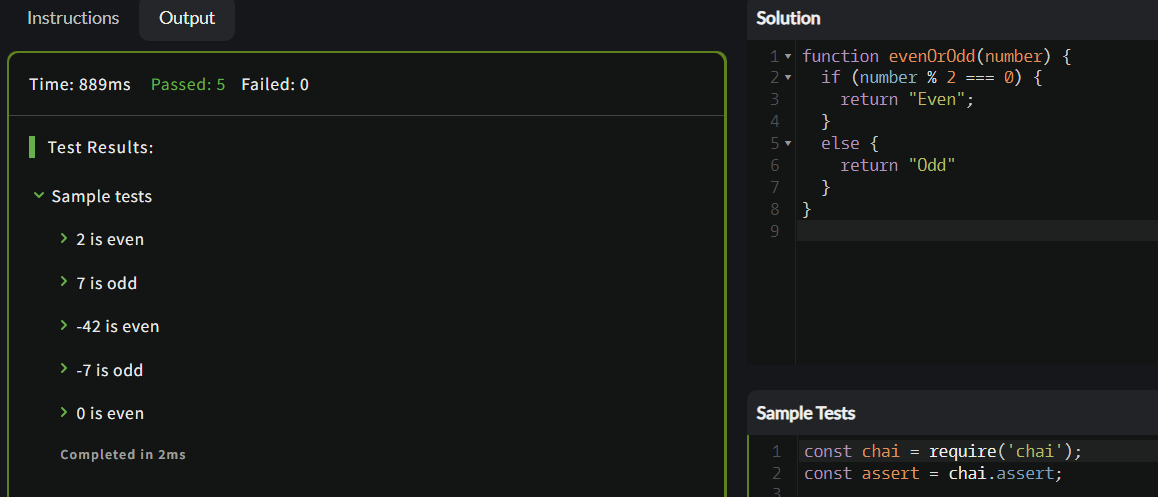 Instructions Output
Time: 889ms Passed: 5 Failed: 0
Test Results:
Sample tests
2 is even
7 is odd
-42 is even
-7 is odd
0 is even
Completed in 2ms
Solution
1 function evenOrOdd(number) {
2   if (number % 2 === 0) {
3     return "Even";
4   }
5   else {
6     return "Odd"
7   }
8 }
9
Sample Tests
1 const chai = require('chai');
2 const assert = chai.assert;
3